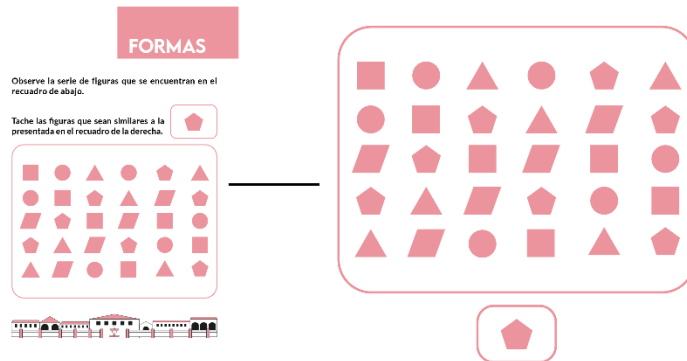 FORMAS
Observe la serie de figuras que se encuentran en el
recuadro de abajo.
Tache las figuras que sean similares a la
presentada en el recuadro de la derecha.